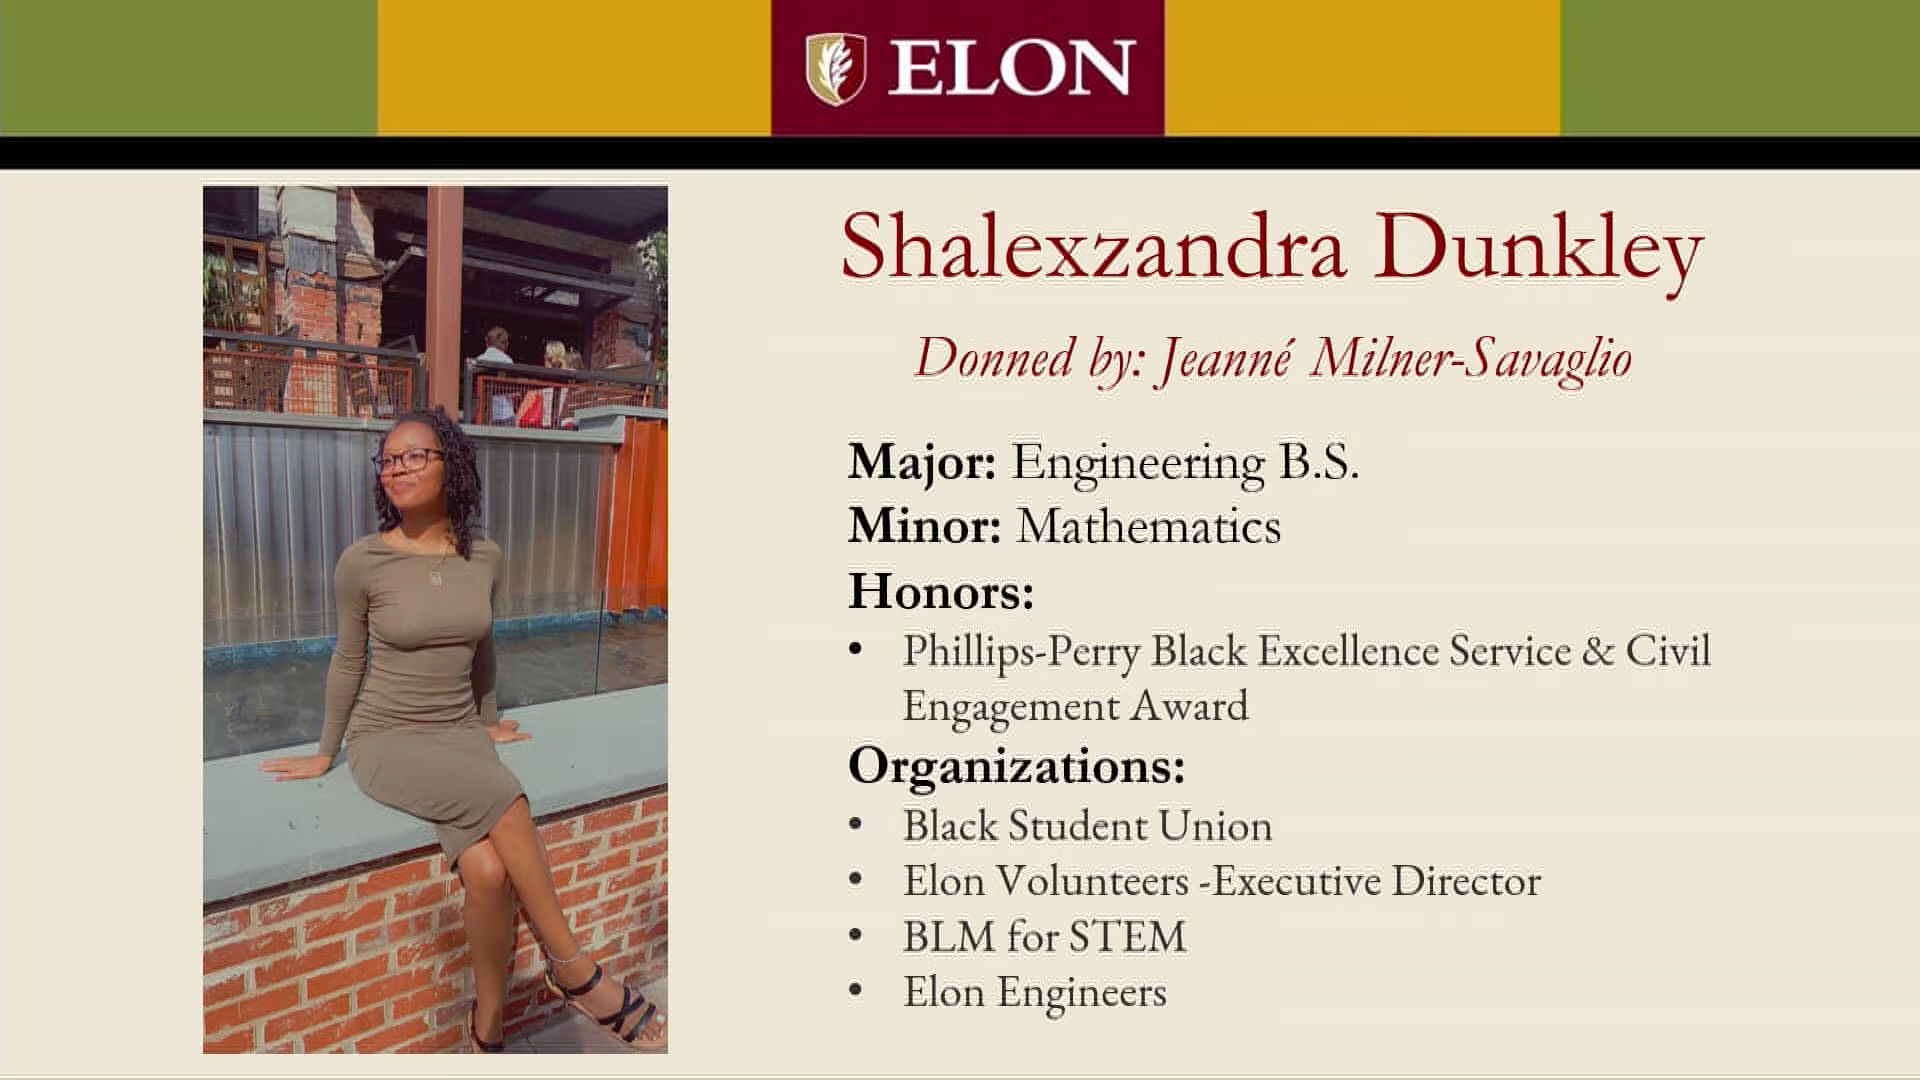 ELON
Shalexzandra Dunkley
Donned by: Jeanné Milner-Savaglio
Major: Engineering B.S.
Minor: Mathematics
Honors:
• Phillips-Perry Black Excellence Service & Civil
Engagement Award
Organizations:
• Black Student Union
• Elon Volunteers -Executive Director
• BLM for STEM
• Elon Engineers